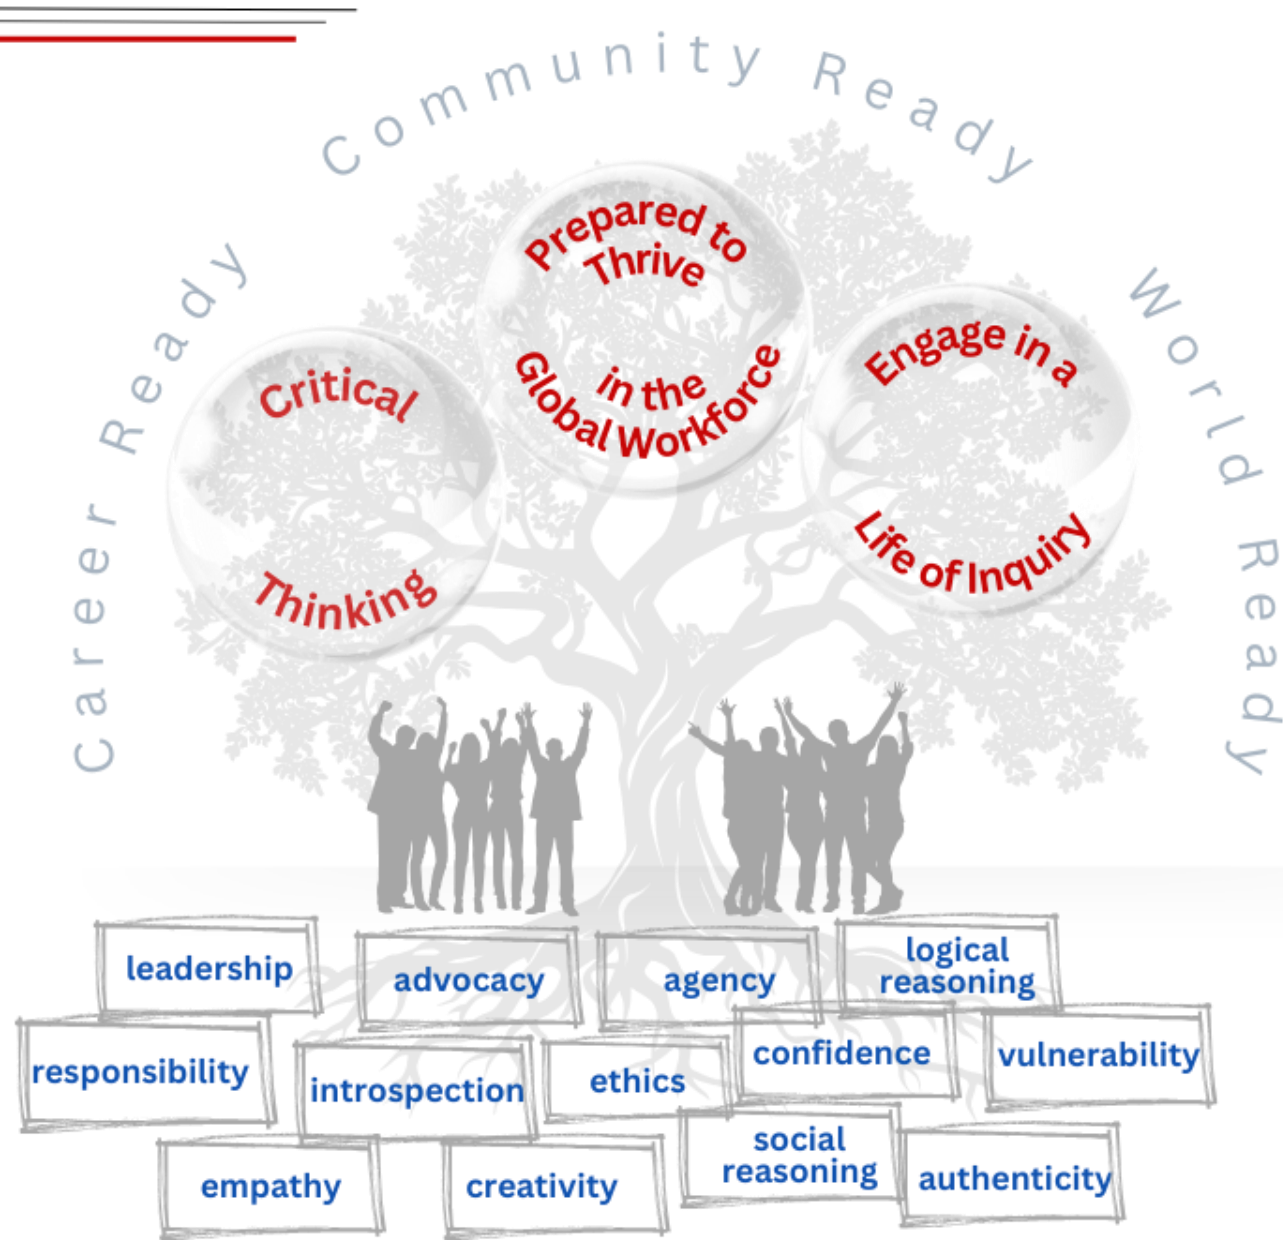 Career Ready
Community Ready
World Ready
Critical
Thinking
Prepared to
Thrive
in the
Global Workforce
Engage in a
Life of Inquiry
leadership
advocacy
agency
logical
reasoning
responsibility
introspection
ethics
confidence
vulnerability
empathy
creativity
social
reasoning
authenticity